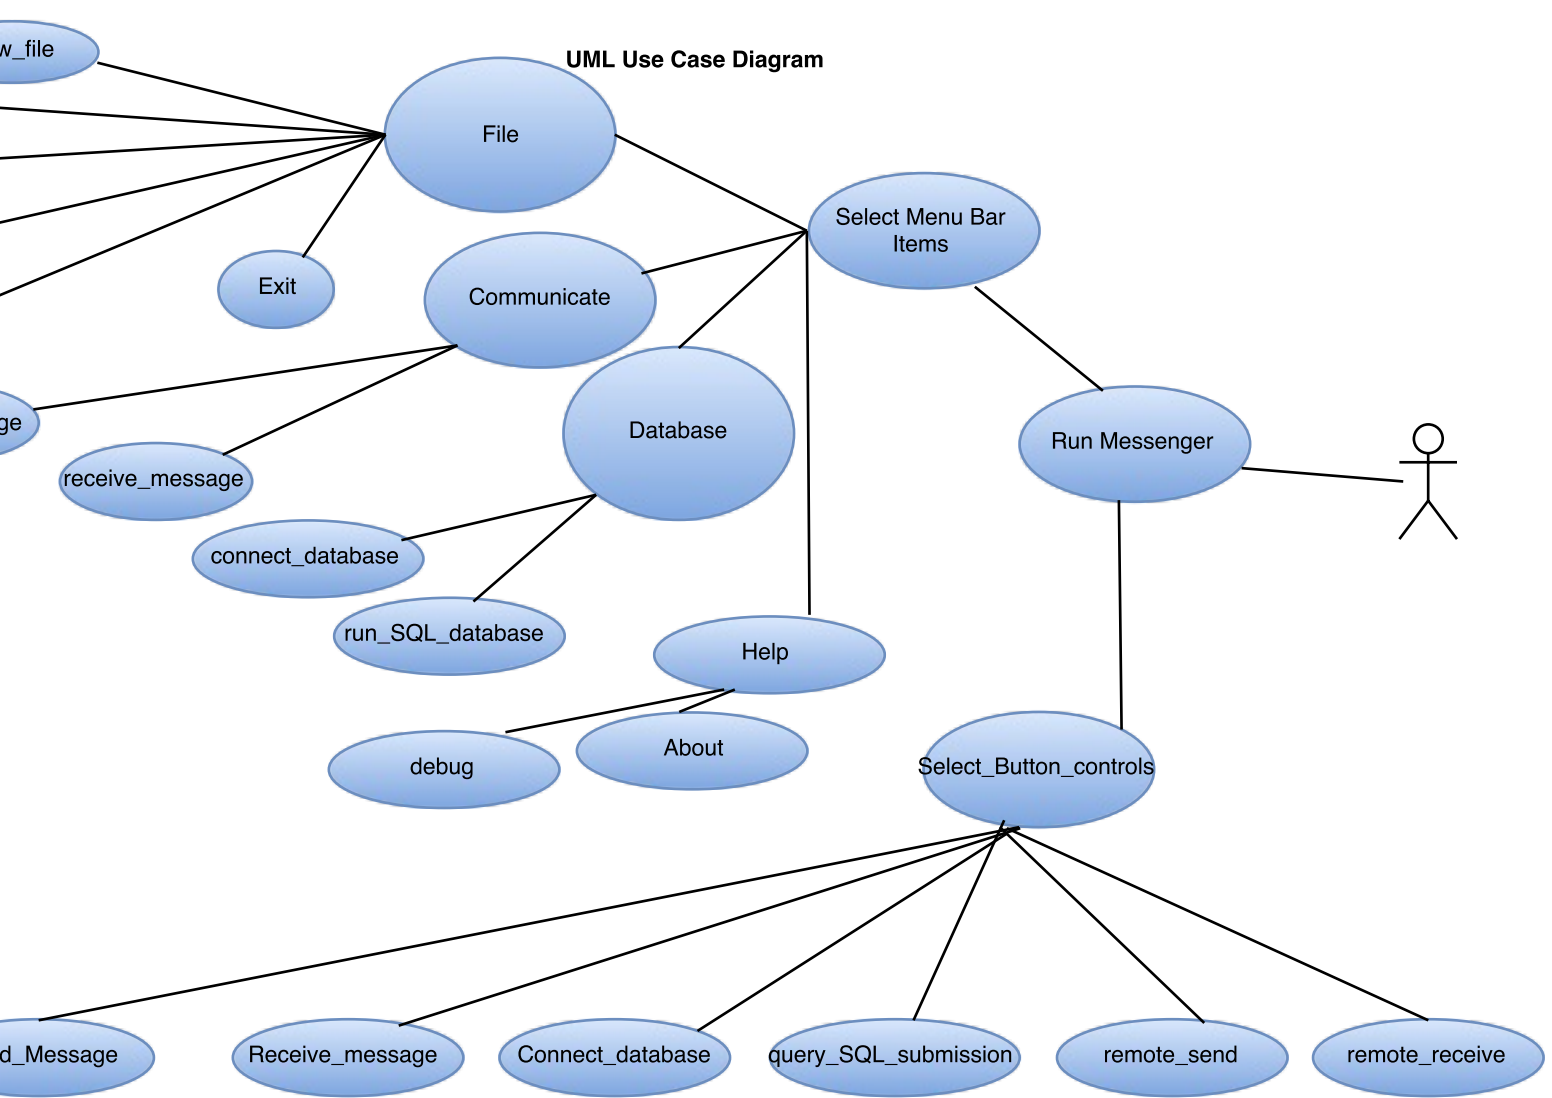 w_file
UML Use Case Diagram
File
Select Menu Bar
Items
Exit
Communicate
Database
Run Messenger
ge
receive_message
connect_database
run_SQL_database
Help
About
debug
Select_Button_controls
d_Message
Receive_message
Connect_database
query_SQL_submission
remote_send
remote_receive